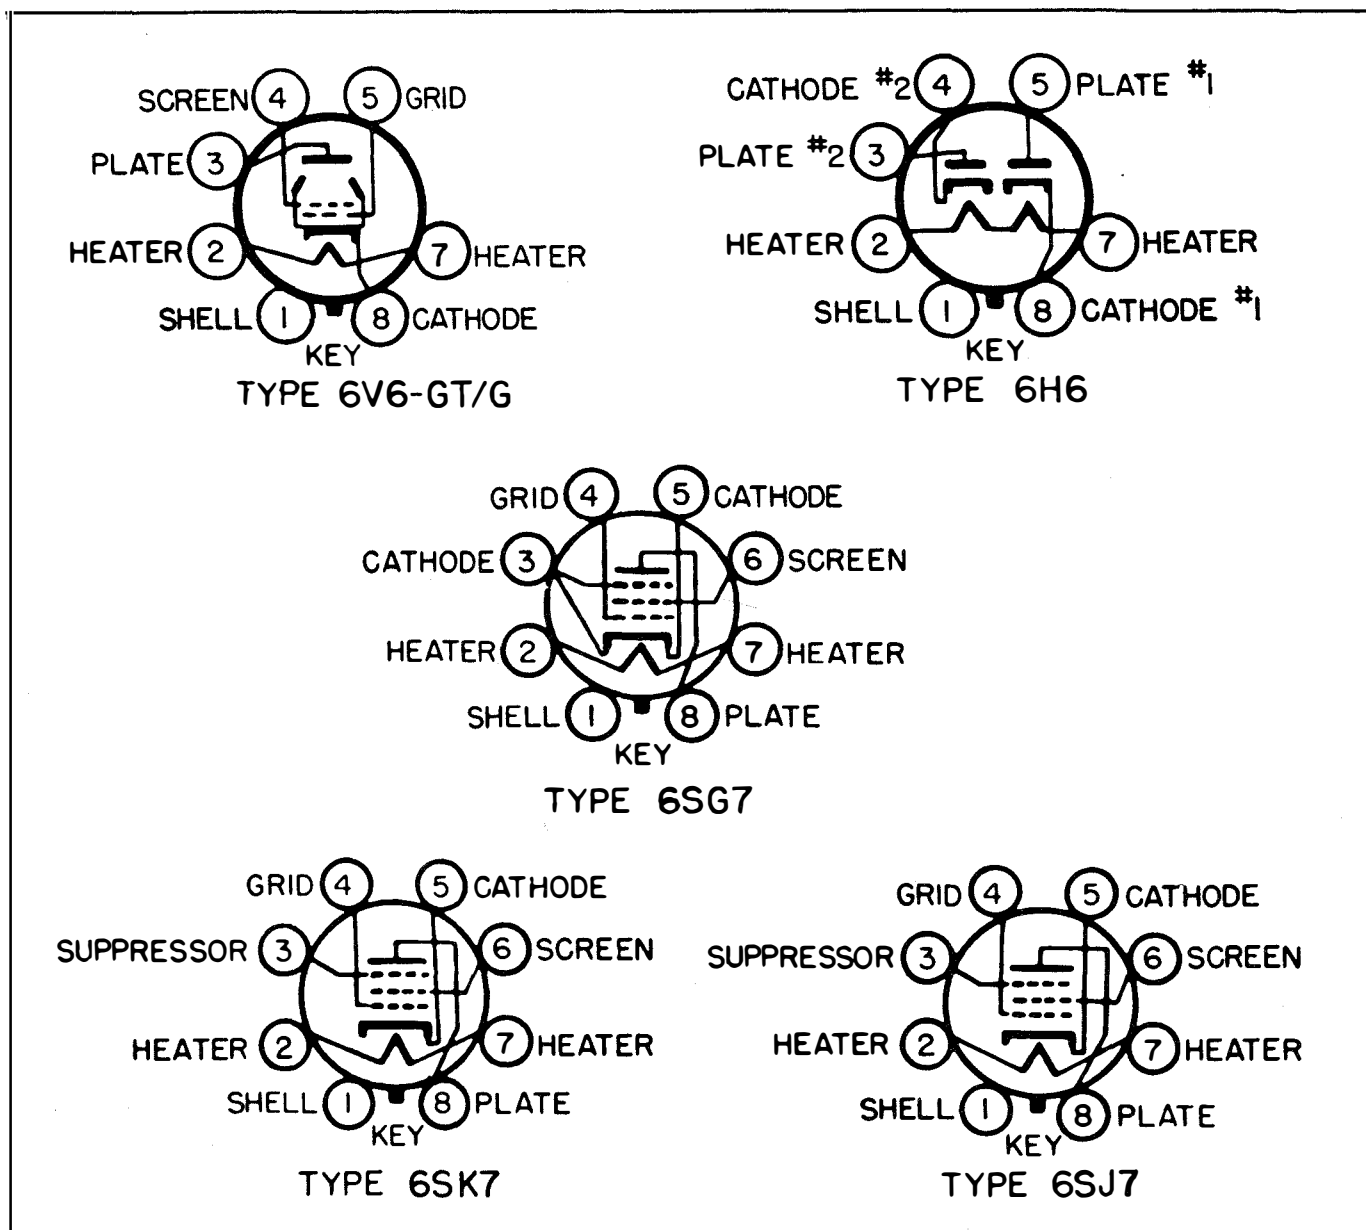 SCREEN 4 5 GRID
PLATE 3
HEATER 2 7 HEATER
SHELL 1 8 CATHODE
KEY
TYPE 6V6-GT/G
CATHODE #2 4 5 PLATE #1
PLATE #2 3
HEATER 2 7 HEATER
SHELL 1 8 CATHODE #1
KEY
TYPE 6H6
GRID 4 5 CATHODE
CATHODE 3 6 SCREEN
HEATER 2 7 HEATER
SHELL 1 8 PLATE
KEY
TYPE 6SG7
GRID 4 5 CATHODE
SUPPRESSOR 3 6 SCREEN
HEATER 2 7 HEATER
SHELL 1 8 PLATE
KEY
TYPE 6SK7
GRID 4 5 CATHODE
SUPPRESSOR 3 6 SCREEN
HEATER 2 7 HEATER
SHELL 1 8 PLATE
KEY
TYPE 6SJ7